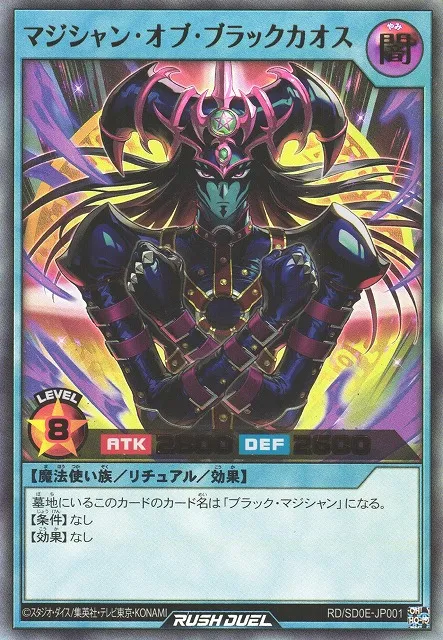 マジシャン・オブ・ブラックカオス
闇
LEVEL
8
ATK 2800 DEF 2600
【魔法使い族／リチュアル／効果】
墓地にいるこのカードのカード名は「ブラック・マジシャン」になる。
【条件】なし
【効果】なし
©スタジオ・ダイス/集英社・テレビ東京・KONAMI
RUSH DUEL
RD/SD0E-JP001